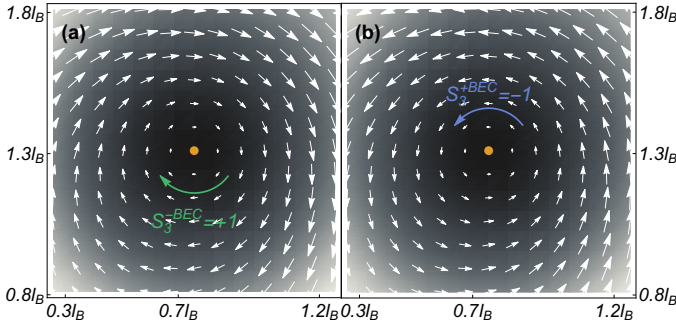 1.8l_B
(a)
(b)
1.8l_B
S_3^{-BEC}=+1
S_3^{+BEC}=-1
1.3l_B
1.3l_B
0.8l_B
0.8l_B
0.3l_B
0.7l_B
1.2l_B
0.3l_B
0.7l_B
1.2l_B